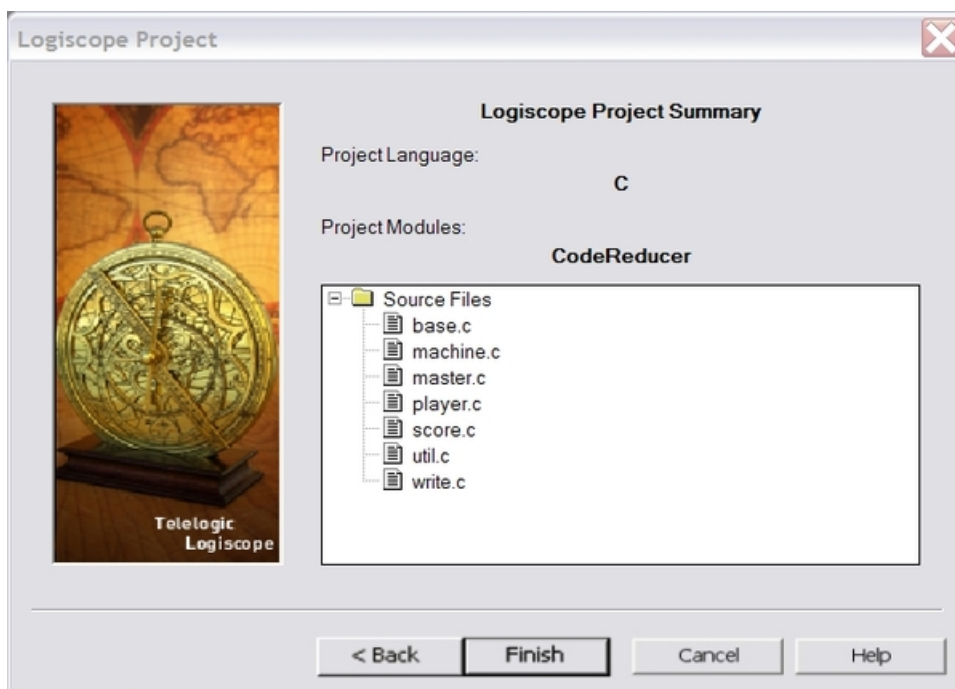 Logiscope Project
Logiscope Project Summary
Project Language:
C
Project Modules:
CodeReducer
Source Files
base.c
machine.c
master.c
player.c
score.c
util.c
write.c
Telelogic
Logiscope
< Back
Finish
Cancel
Help